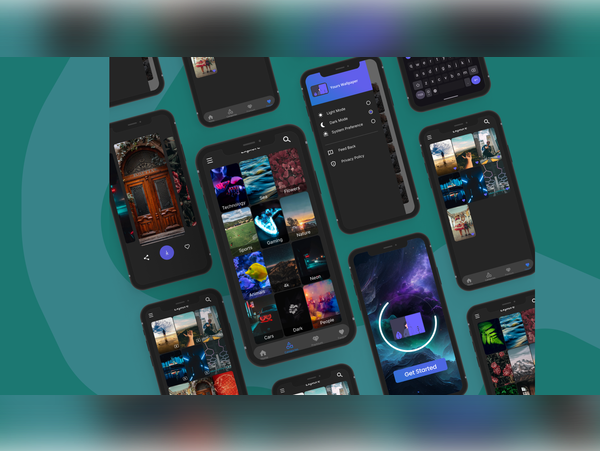 Yours Wallpaper
Light Mode
Dark Mode
System Preference
Feed Back
Privacy Policy
Technology
Sea
Flowers
Sports
Gaming
Nature
Animals
4k
Neon
Cars
Dark
People
Get Started